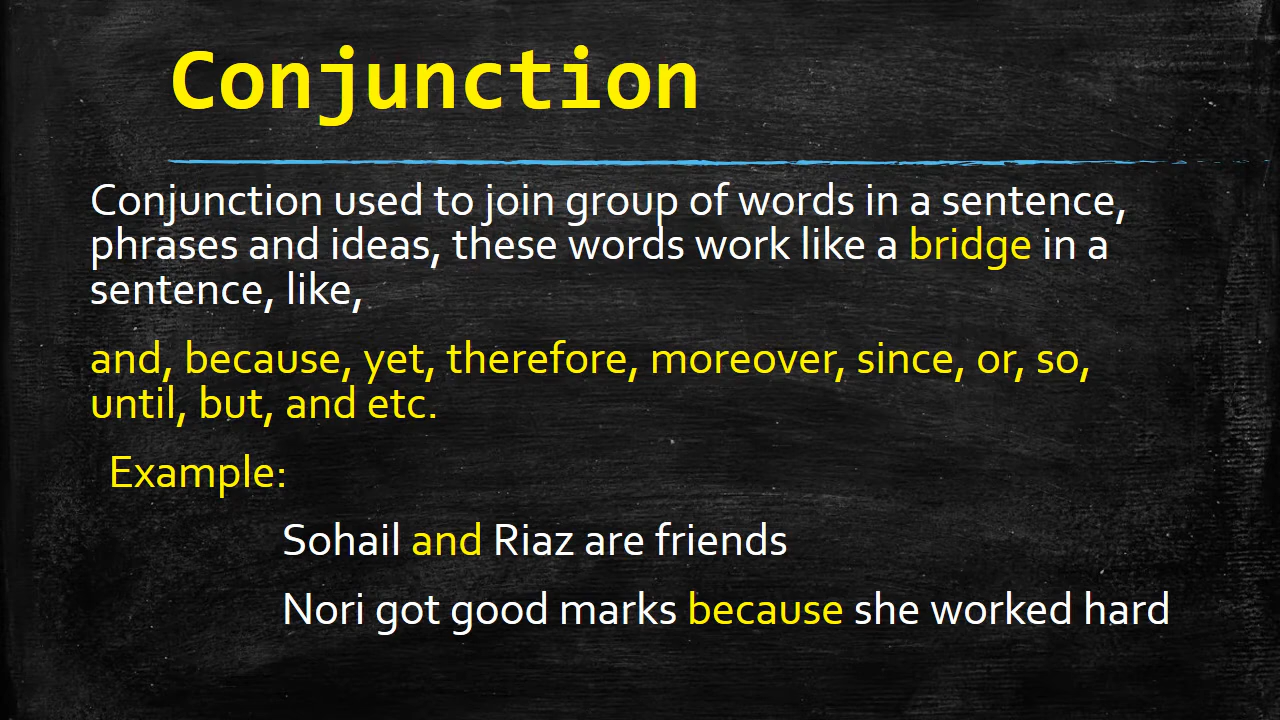 Conjunction
Conjunction used to join group of words in a sentence,
phrases and ideas, these words work like a bridge in a
sentence, like,
and, because, yet, therefore, moreover, since, or, so,
until, but, and etc.
Example:
Sohail and Riaz are friends
Nori got good marks because she worked hard